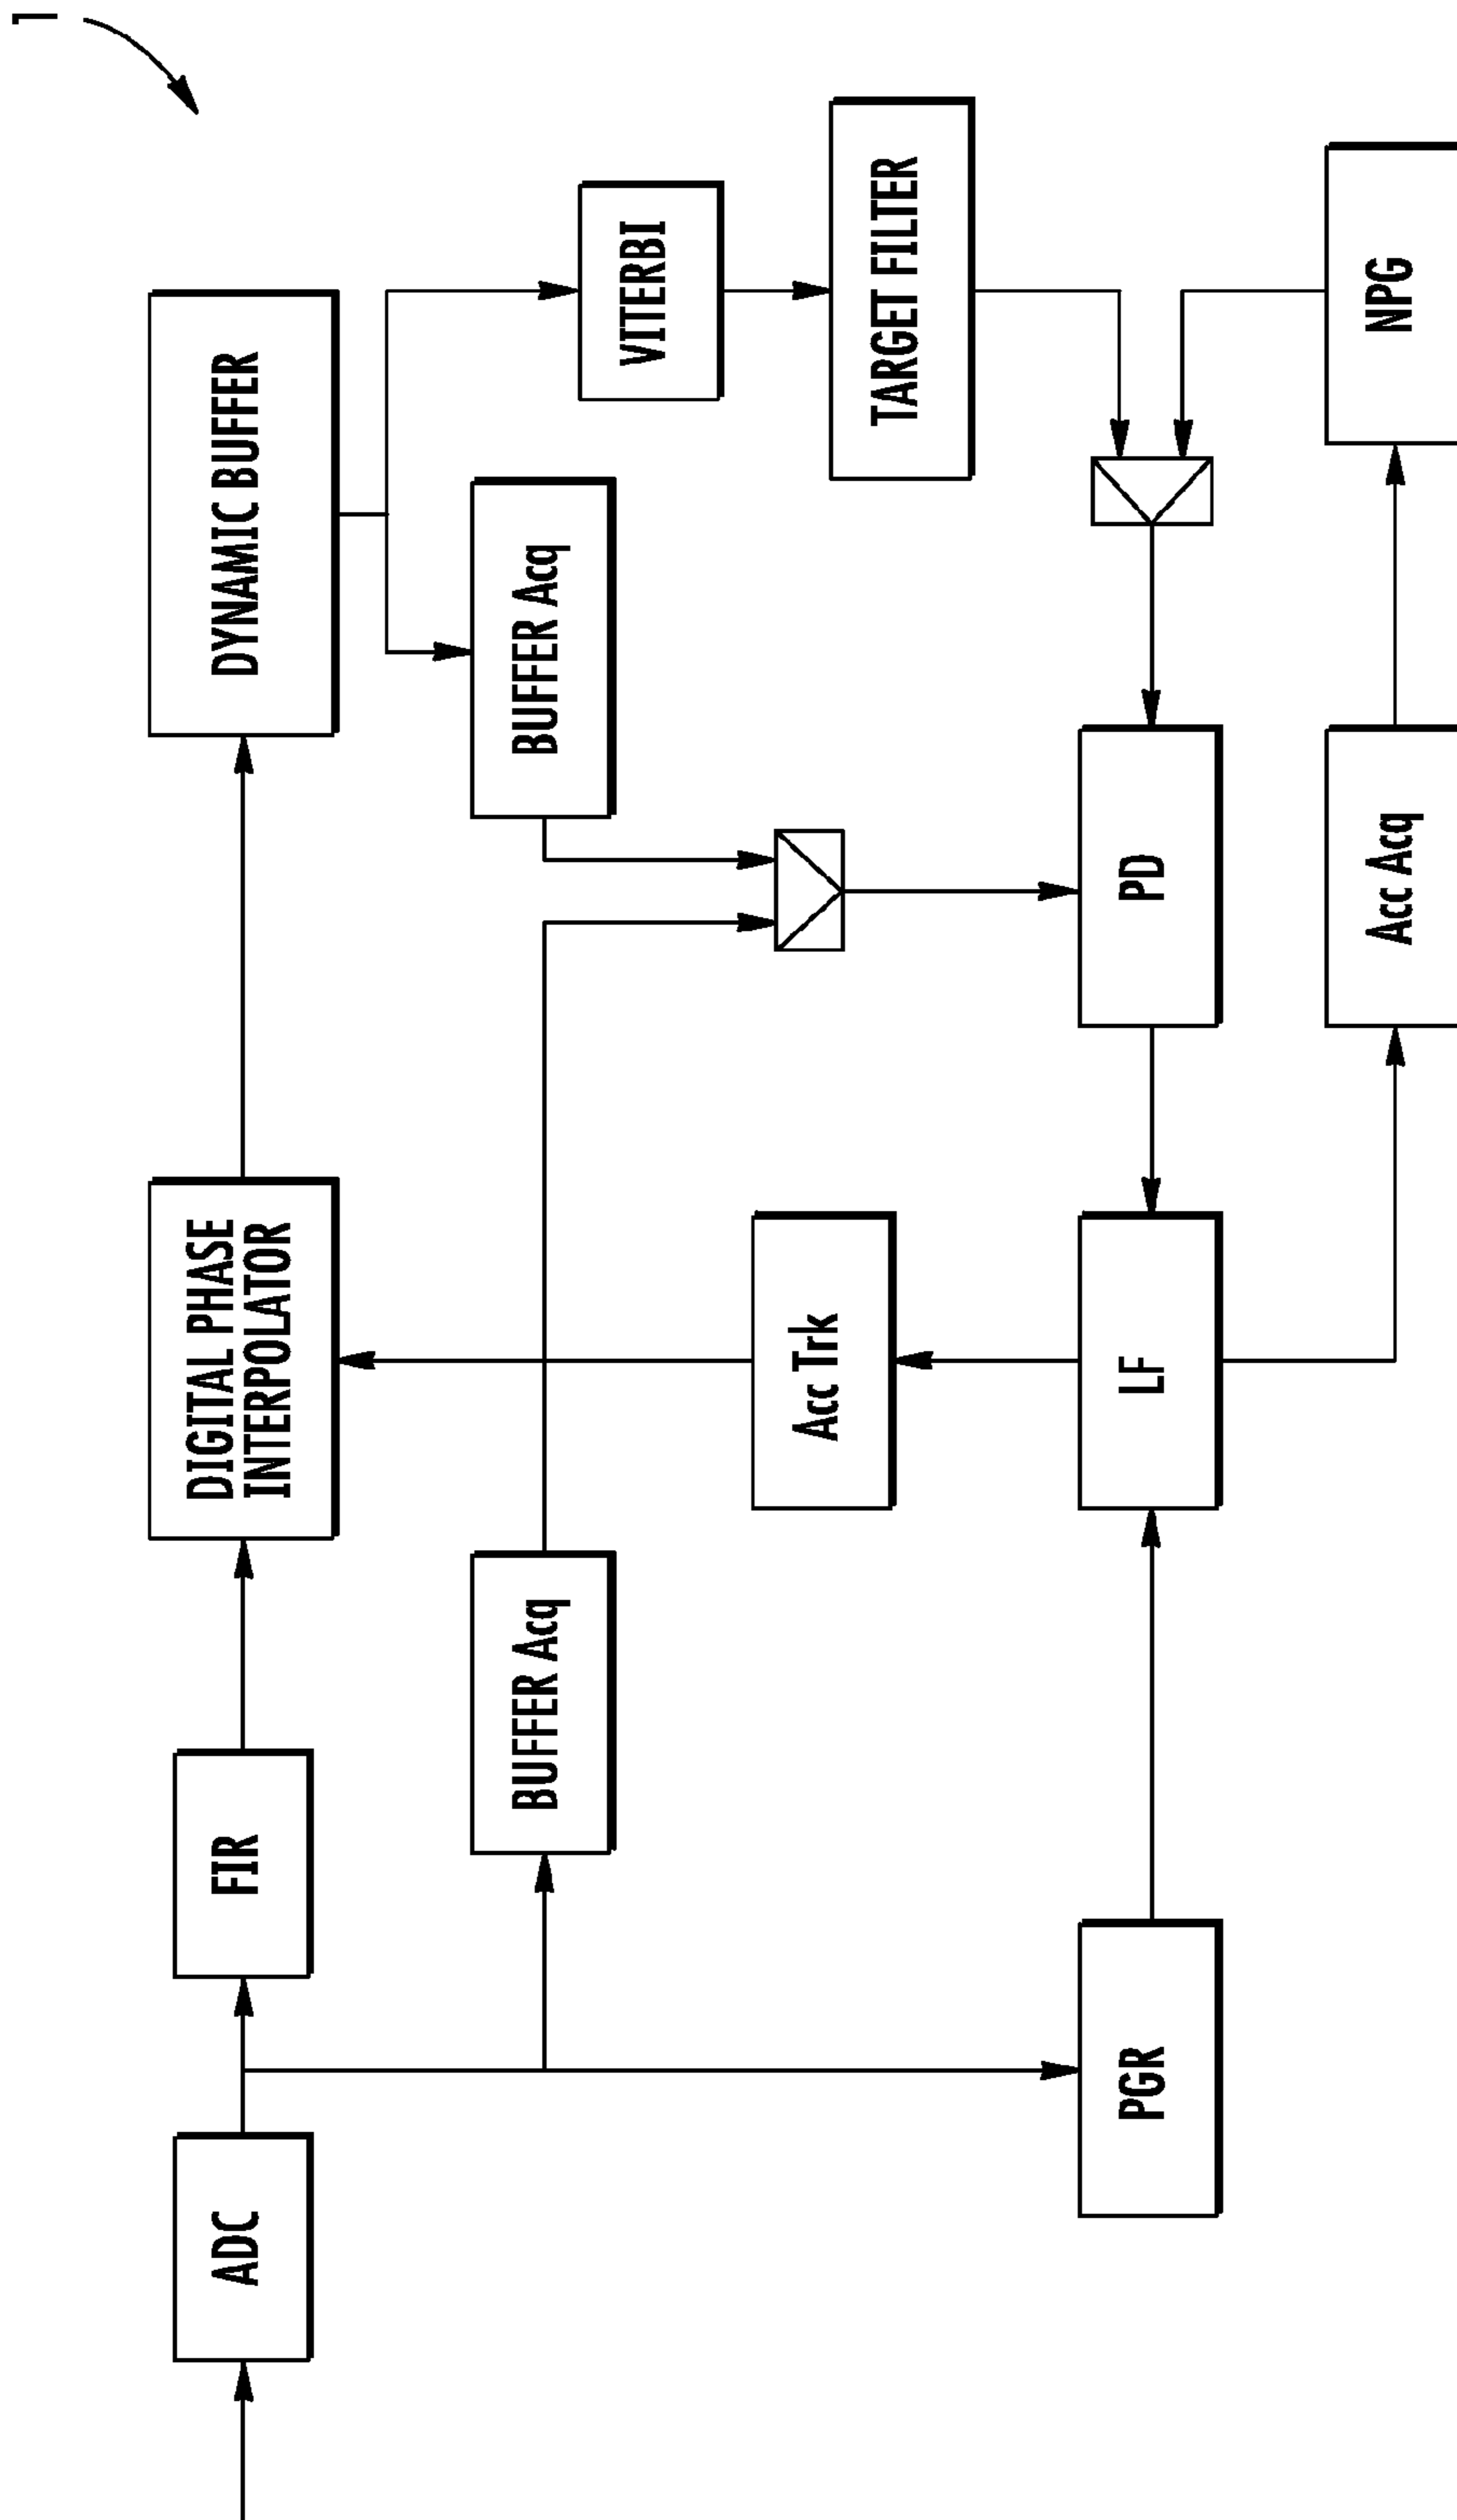 1
ADC
FIR
DIGITAL PHASE
INTERPOLATOR
DYNAMIC BUFFER
BUFFER Acq
BUFFER Acq
VITERBI
Acc Trk
TARGET FILTER
PGR
LF
PD
Acc Acq
NPG